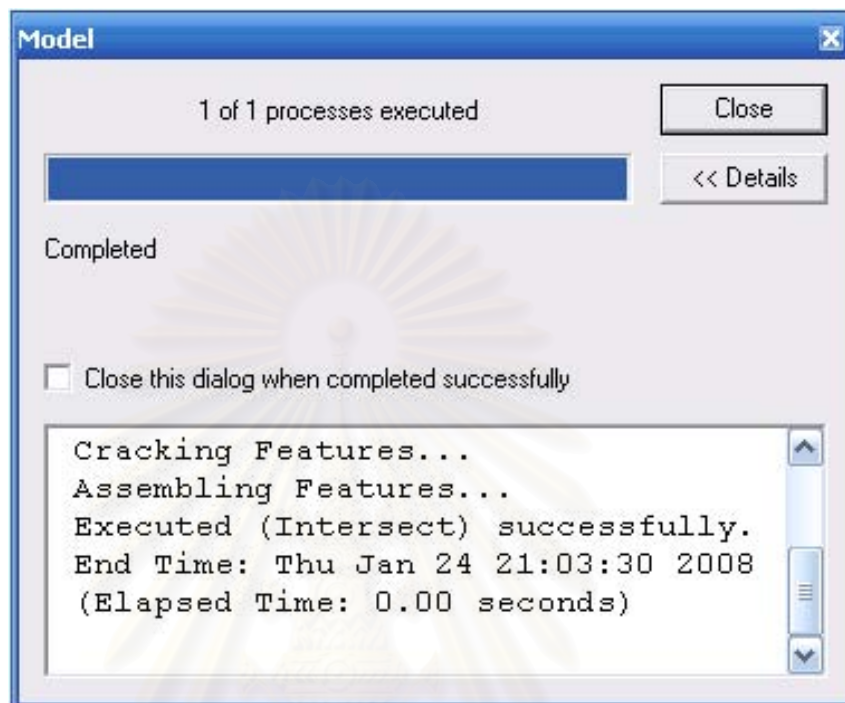 Model
1 of 1 processes executed
Close
<< Details
Completed
Close this dialog when completed successfully
Cracking Features...
Assembling Features...
Executed (Intersect) successfully.
End Time: Thu Jan 24 21:03:30 2008
(Elapsed Time: 0.00 seconds)